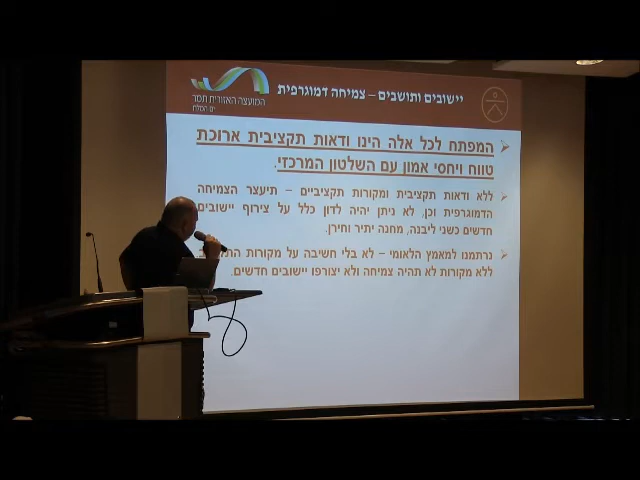 יישובים ותושבים – צמיחה דמוגרפית
המועצה האזורית תמר
ים המלח
המפתח לכל אלה הינו ודאות תקציבית ארוכת
טווח ויחסי אמון עם השלטון המרכזי.
ללא ודאות תקציבית ומקורות תקציביים – תיעצר הצמיחה
הדמוגרפית וכן, לא ניתן יהיה לדון כלל על צירוף יישובים
חדשים כשני ליבנה, מחנה יתיר וחירן.
נרתמנו למאמץ הלאומי – לא בלי חשיבה על מקורות
ללא מקורות לא תהיה צמיחה ולא יצורפו יישובים חדשים.